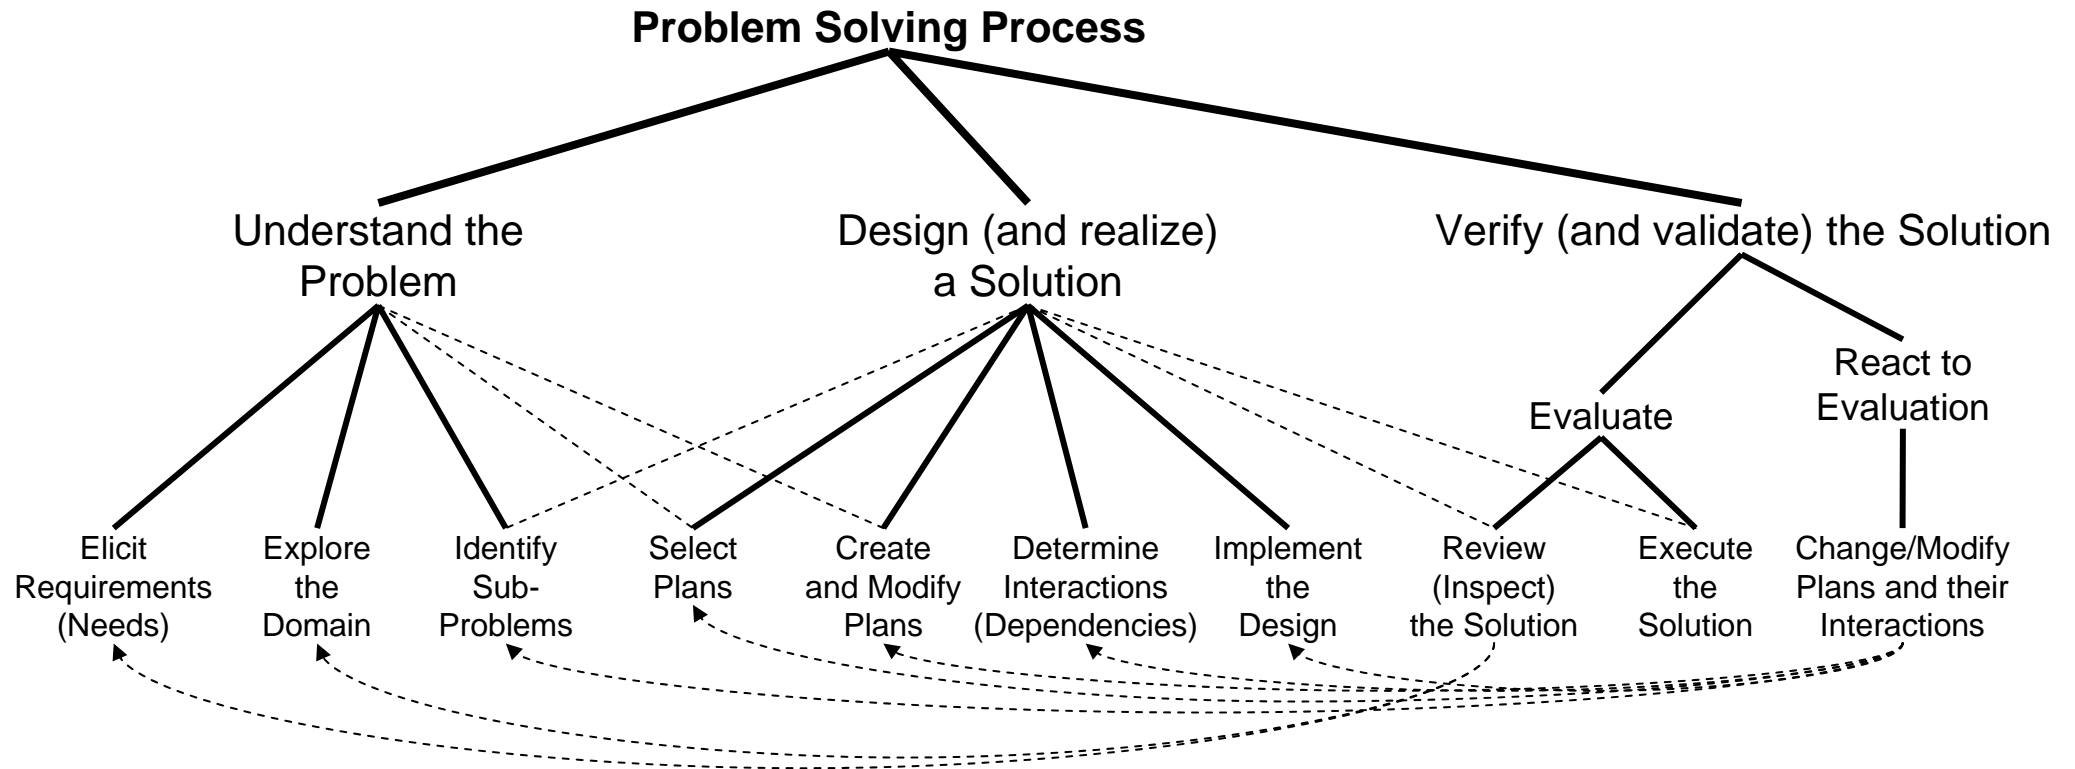 Problem Solving Process
Understand the
Problem
Design (and realize)
a Solution
Verify (and validate) the Solution
Evaluate
React to
Evaluation
Elicit
Requirements
(Needs)
Explore
the
Domain
Identify
Sub-
Problems
Select
Plans
Create
and Modify
Plans
Determine
Interactions
(Dependencies)
Implement
the
Design
Review
(Inspect)
the Solution
Execute
the
Solution
Change/Modify
Plans and their
Interactions